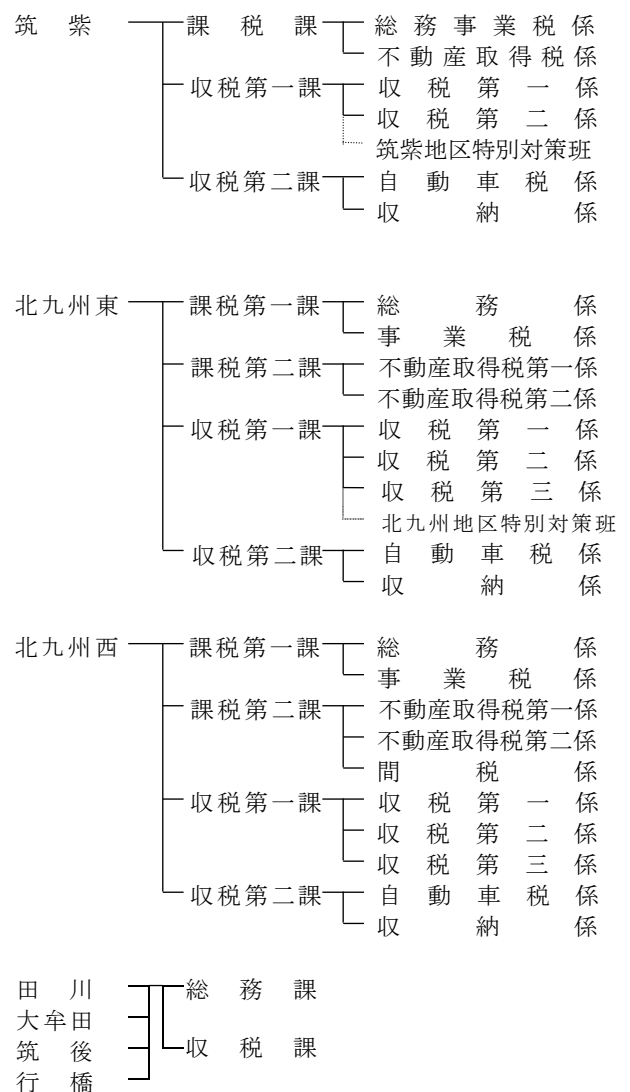 筑紫 課税課 総務事業税係
不動産取得税係
収税第一課 収税第一係
収税第二係
筑紫地区特別対策班
収税第二課 自動車税係
収納係
北九州東 課税第一課 総務係
事業税係
課税第二課 不動産取得税第一係
不動産取得税第二係
収税第一課 収税第一係
収税第二係
収税第三係
北九州地区特別対策班
収税第二課 自動車税係
収納係
北九州西 課税第一課 総務係
事業税係
課税第二課 不動産取得税第一係
不動産取得税第二係
間税係
収税第一課 収税第一係
収税第二係
収税第三係
収税第二課 自動車税係
収納係
田川 総務課
大牟田
筑後 収税課
行橋